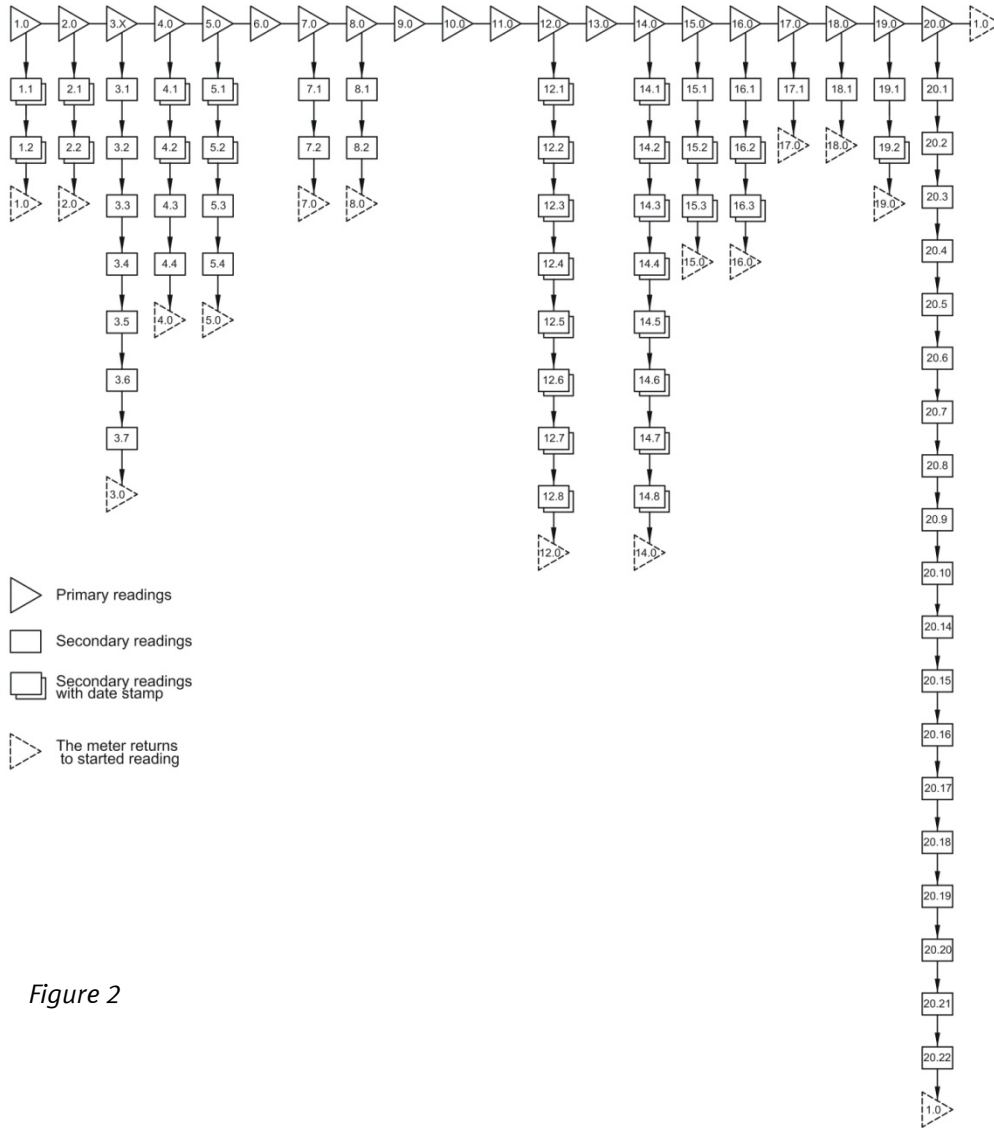 1.0 2.0 3.X 4.0 5.0 6.0 7.0 8.0 9.0 10.0 11.0 12.0 13.0 14.0 15.0 16.0 17.0 18.0 19.0 20.0 1.0
1.1 2.1 3.1 4.1 5.1 7.1 8.1 12.1 14.1 15.1 16.1 17.1 18.1 19.1 20.1
1.2 2.2 3.2 4.2 5.2 7.2 8.2 12.2 14.2 15.2 16.2 17.0 18.0 19.2 20.2
1.0 2.0 3.3 4.3 5.3 7.0 8.0 12.3 14.3 15.3 16.3 19.0 20.3
3.4 4.4 5.4 12.4 14.4 15.0 16.0 20.4
3.5 4.0 5.0 12.5 14.5 20.5
3.6 12.6 14.6 20.6
3.7 12.7 14.7 20.7
3.0 12.8 14.8 20.8
20.9
12.0 14.0
20.10
Primary readings
20.14
Secondary readings
20.15
Secondary readings
with date stamp
20.16
The meter returns
to started reading
20.17
20.18
20.19
20.20
Figure 2
20.21
20.22
1.0